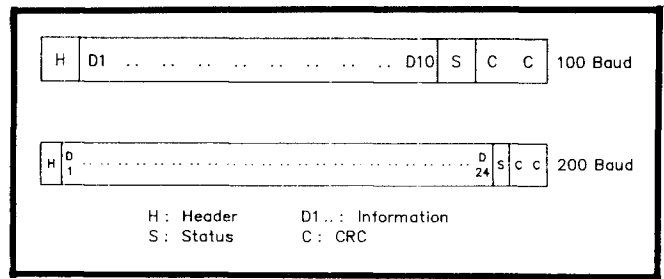 H D1 .. .. .. .. .. .. .. .. D10 S C C 100 Baud
H D 1 .......................................... D 24 S C C 200 Baud
H : Header D1 .. : Information
S : Status C : CRC